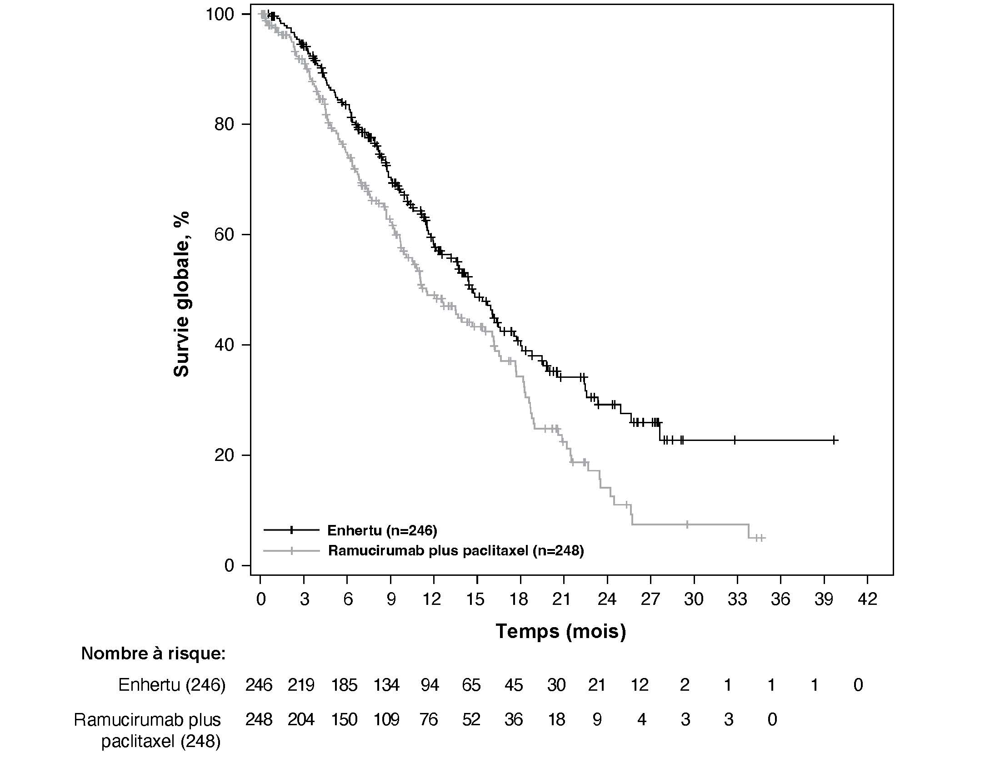 100
80
60
40
20
0
Survie globale, %
Enhertu (n=246)
Ramucirumab plus paclitaxel (n=248)
0 3 6 9 12 15 18 21 24 27 30 33 36 39 42
Temps (mois)
Nombre à risque:
Enhertu (246) 246 219 185 134 94 65 45 30 21 12 2 1 1 1 0
Ramucirumab plus 248 204 150 109 76 52 36 18 9 4 3 3 0
paclitaxel (248)